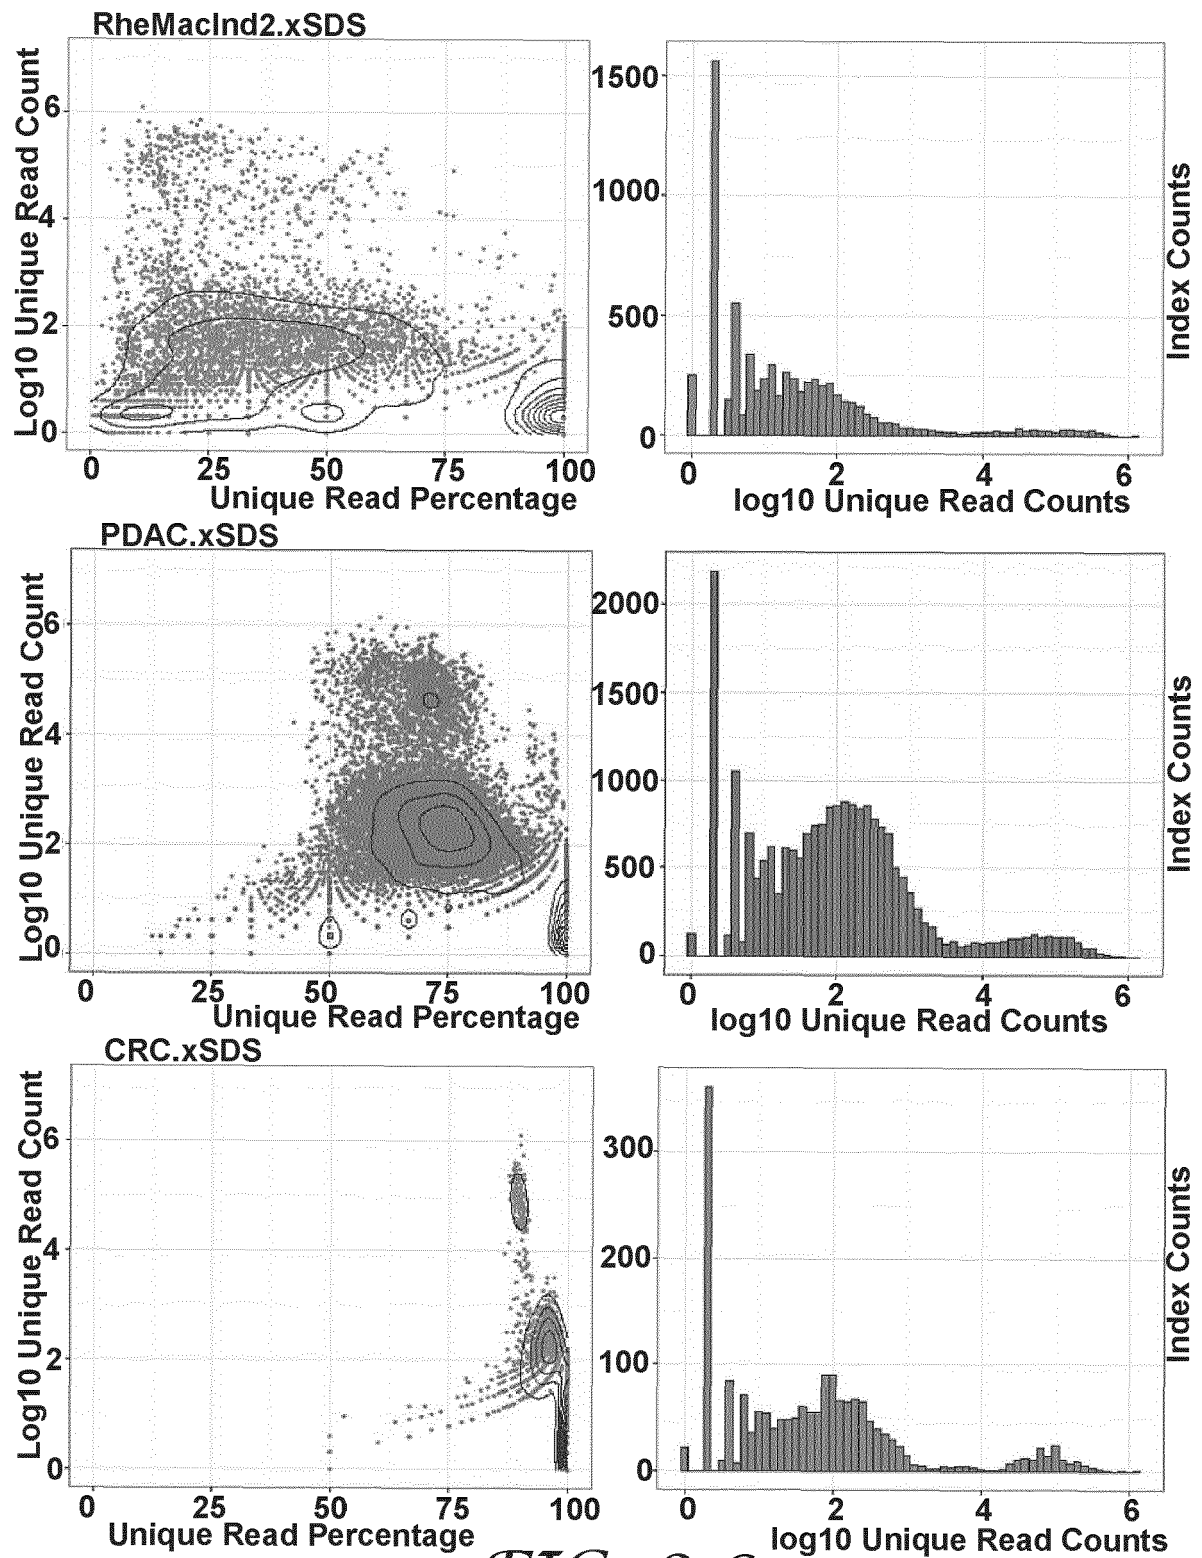 RheMacInd2.xSDS
Log10 Unique Read Count
6
4
2
0
0 25 50 75 100
Unique Read Percentage
1500
1000
500
0
0 2 4 6
log10 Unique Read Counts
Index Counts
PDAC.xSDS
Log10 Unique Read Count
6
4
2
0
0 25 50 75 100
Unique Read Percentage
2000
1500
1000
500
0
0 2 4 6
log10 Unique Read Counts
Index Counts
CRC.xSDS
Log10 Unique Read Count
6
4
2
0
0 25 50 75 100
Unique Read Percentage
300
200
100
0
0 2 4 6
log10 Unique Read Counts
Index Counts